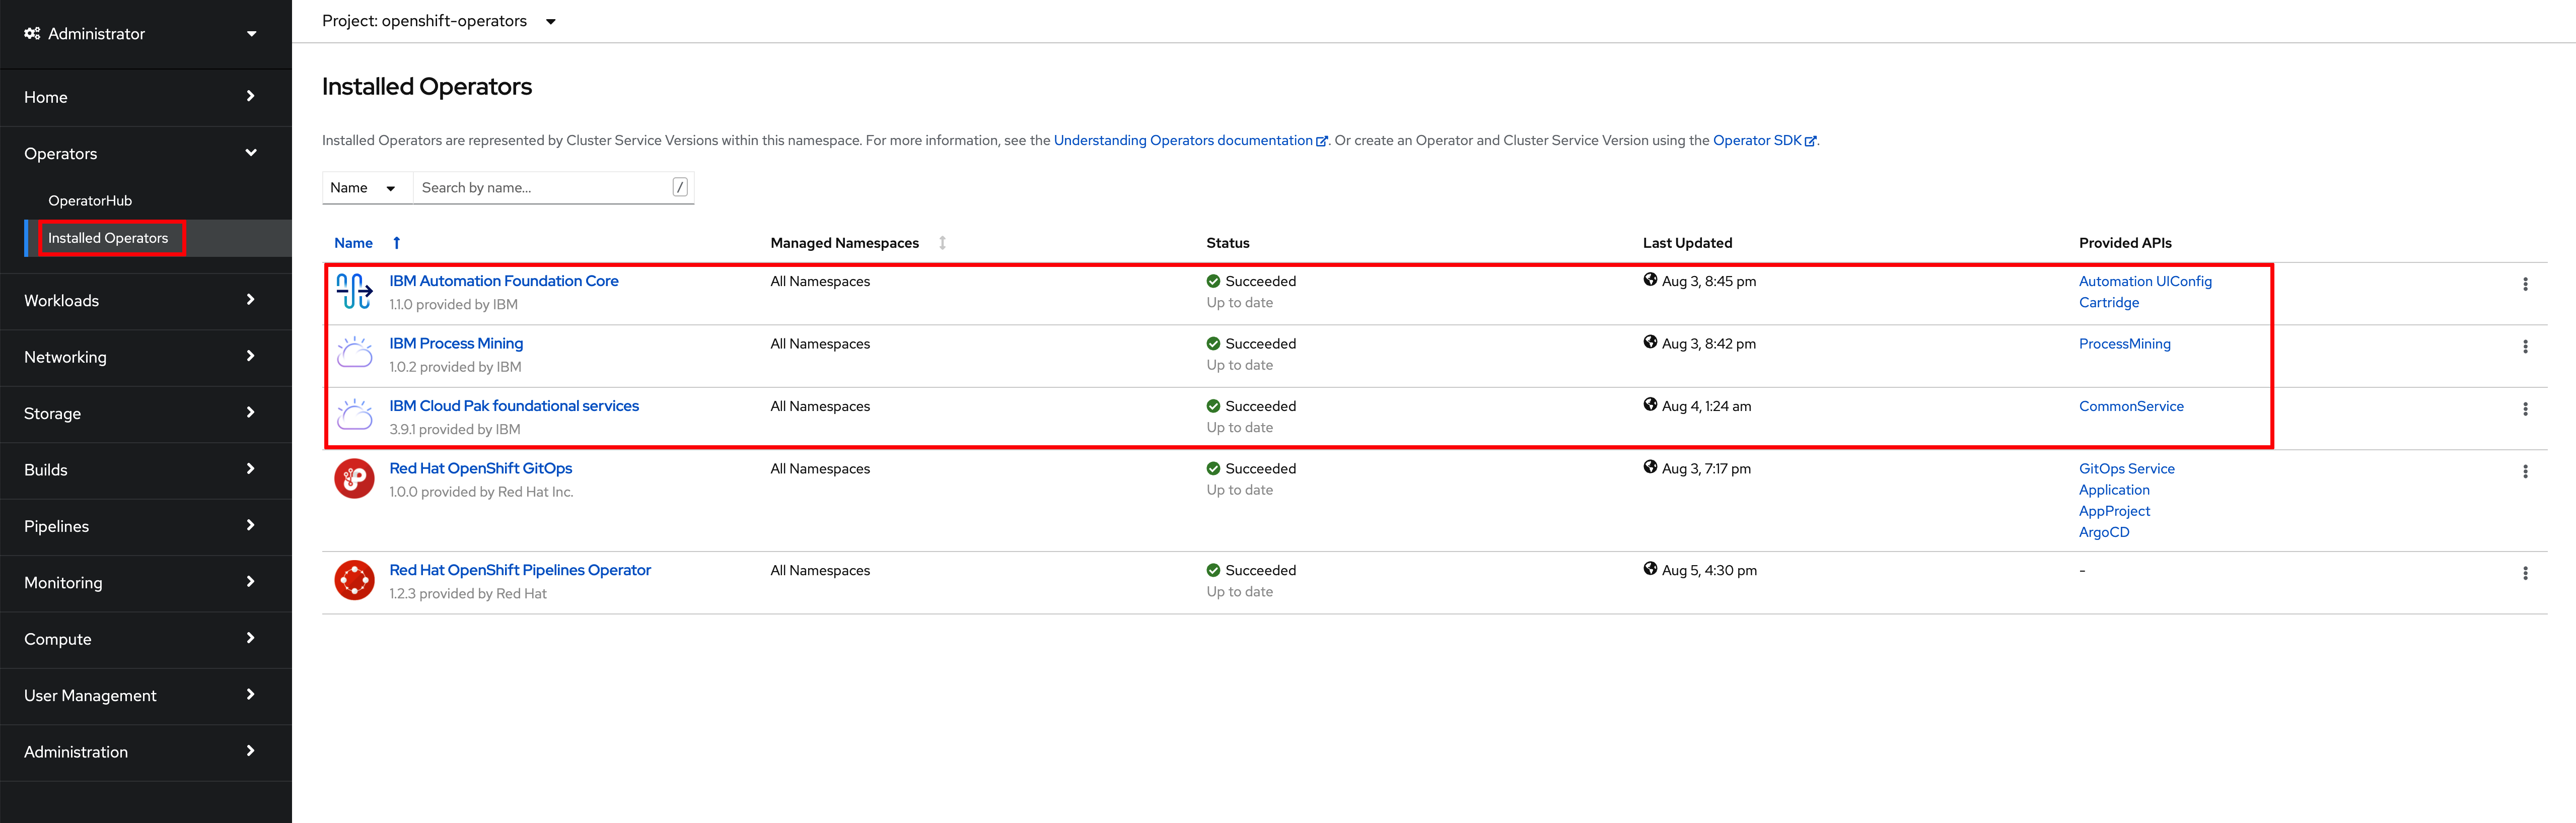 Administrator
Home
Operators
OperatorHub
Installed Operators
Workloads
Networking
Storage
Builds
Pipelines
Monitoring
Compute
User Management
Administration
Project: openshift-operators
Installed Operators
Installed Operators are represented by Cluster Service Versions within this namespace. For more information, see the Understanding Operators documentation. Or create an Operator and Cluster Service Version using the Operator SDK.
Name Search by name... /
Name Managed Namespaces Status Last Updated Provided APIs
IBM Automation Foundation Core All Namespaces Succeeded Aug 3, 8:45 pm Automation UIConfig
1.1.0 provided by IBM Up to date Cartridge
IBM Process Mining All Namespaces Succeeded Aug 3, 8:42 pm ProcessMining
1.0.2 provided by IBM Up to date
IBM Cloud Pak foundational services All Namespaces Succeeded Aug 4, 1:24 am CommonService
3.9.1 provided by IBM Up to date
Red Hat OpenShift GitOps All Namespaces Succeeded Aug 3, 7:17 pm GitOps Service
1.0.0 provided by Red Hat Inc. Up to date Application
AppProject
ArgoCD
Red Hat OpenShift Pipelines Operator All Namespaces Succeeded Aug 5, 4:30 pm -
1.2.3 provided by Red Hat Up to date